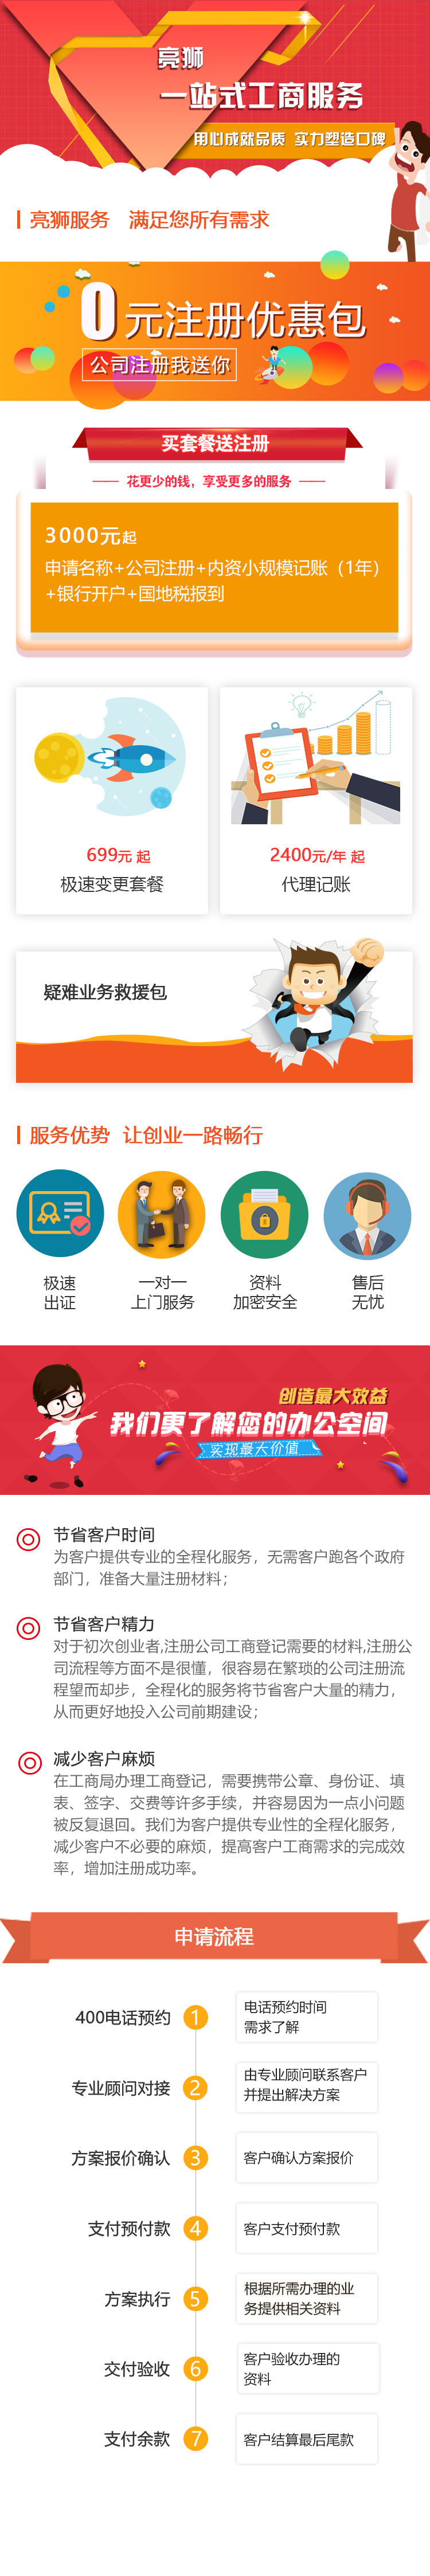 亮狮
一站式工商服务
用心成就品质 实力塑造口碑
亮狮服务 满足您所有需求
0元注册优惠包
公司注册我送你
买套餐送注册
花更少的钱，享受更多的服务
3000元起
申请名称+公司注册+内资小规模记账（1年）
+银行开户+国地税报到
699元 起
极速变更套餐
2400元/年 起
代理记账
疑难业务救援包
服务优势 让创业一路畅行
极速
出证
一对一
上门服务
资料
加密安全
售后
无忧
创造最大效益
我们更了解您的办公空间
实现最大价值
节省客户时间
为客户提供专业的全程化服务，无需客户跑各个政府
部门，准备大量注册材料；
节省客户精力
对于初次创业者,注册公司工商登记需要的材料,注册公
司流程等方面不是很懂，很容易在繁琐的公司注册流
程望而却步，全程化的服务将节省客户大量的精力，
从而更好地投入公司前期建设；
减少客户麻烦
在工商局办理工商登记，需要携带公章、身份证、填
表、签字、交费等许多手续，并容易因为一点小问题
被反复退回。我们为客户提供专业性的全程化服务，
减少客户不必要的麻烦，提高客户工商需求的完成效
率，增加注册成功率。
申请流程
400电话预约 1
电话预约时间
需求了解
专业顾问对接 2
由专业顾问联系客户
并提出解决方案
方案报价确认 3
客户确认方案报价
支付预付款 4
客户支付预付款
方案执行 5
根据所需办理的业
务提供相关资料
交付验收 6
客户验收办理的
资料
支付余款 7
客户结算最后尾款